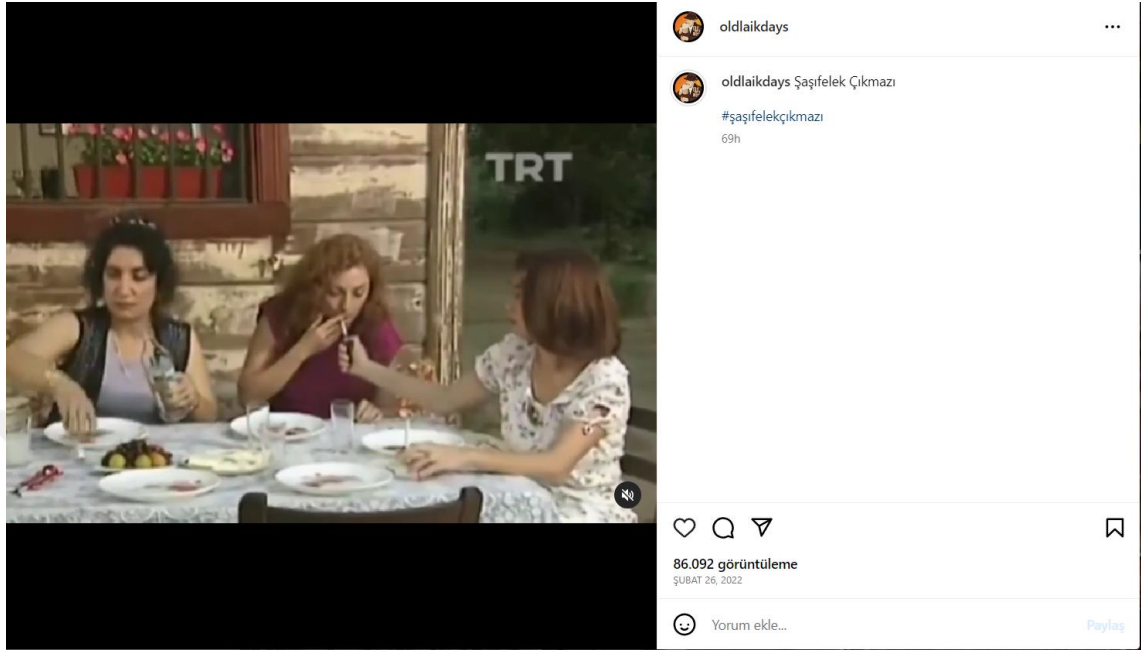 TRT
oldlaikdays
oldlaikdays Şaşıfelek Çıkmazı
#şaşıfelekçıkmazı
69h
86.092 görüntüleme
ŞUBAT 26, 2022
Yorum ekle...
Paylaş